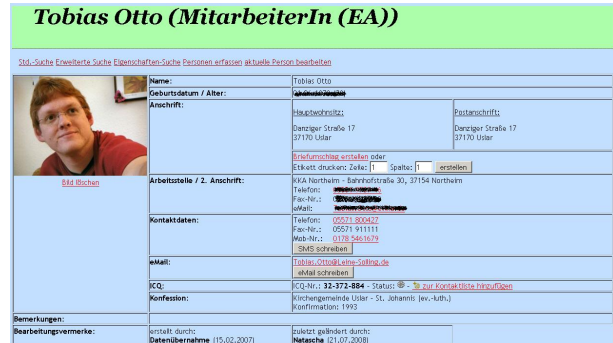 Tobias Otto (MitarbeiterIn (EA))
Std.-Suche Erweiterte Suche Eigenschaften-Suche Personen erfassen aktuelle Person bearbeiten
Name: Tobias Otto
Geburtsdatum / Alter:
Anschrift:
Hauptwohnsitz: Postanschrift:
Danziger Straße 17 Danziger Straße 17
37170 Uslar 37170 Uslar
Briefumschlag erstellen oder
Etikett drucken: Zeile: 1 Spalte: 1 erstellen
Bild löschen
Arbeitsstelle / 2. Anschrift: KKA Northeim - Bahnhofstraße 30, 37154 Northeim
Telefon:
Fax-Nr.:
eMail:
Kontaktdaten: Telefon: 05571 800427
Fax-Nr.: 05571 911111
Mob-Nr.: 0178 5461679
SMS schreiben
eMail: Tobias.Otto@Leine-Solling.de
eMail schreiben
ICQ: ICQ-Nr.: 32-372-884 - Status: - zur Kontaktliste hinzufügen
Konfession: Kirchengemeinde Uslar - St. Johannis (ev.-luth.)
Konfirmation: 1993
Bemerkungen:
Bearbeitungsvermerke: erstellt durch: zuletzt geändert durch:
Datenübernahme (15.02.2007) Natascha (21.07.2008)